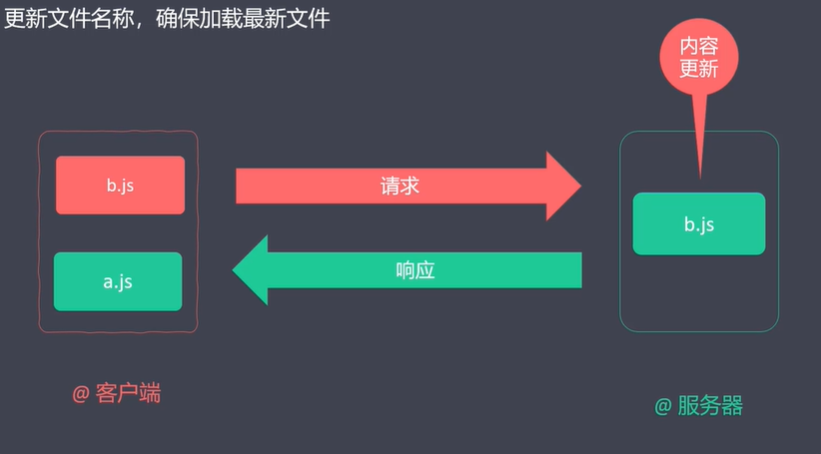 更新文件名称，确保加载最新文件
内容
更新
b.js
请求
b.js
a.js
响应
@ 客户端
@ 服务器